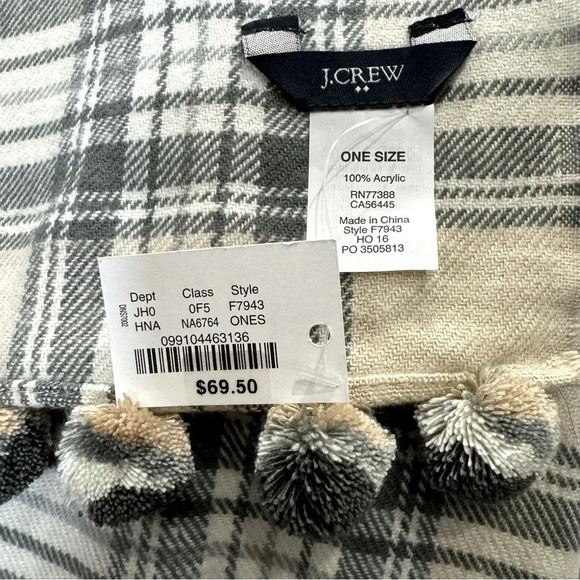 J.CREW
ONE SIZE
100% Acrylic
RN77388
CA56445
Made in China
Style F7943
HO 16
PO 3505813
Dept Class Style
JH0 0F5 F7943
HNA NA6764 ONES
099104463136
$69.50